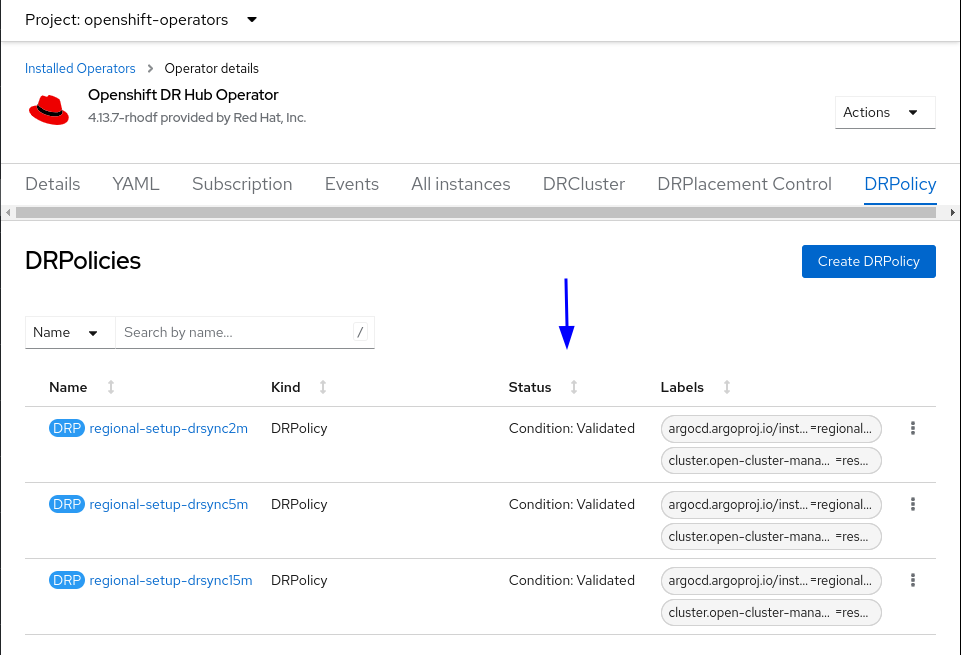 Project: openshift-operators
Installed Operators > Operator details
Openshift DR Hub Operator
4.13.7-rhodf provided by Red Hat, Inc.
Actions
Details YAML Subscription Events All instances DRCluster DRPlacement Control DRPolicy
DRPolicies
Create DRPolicy
Name Search by name... /
Name Kind Status Labels
DRP regional-setup-drsync2m DRPolicy Condition: Validated argocd.argoproj.io/inst... =regional...
cluster.open-cluster-mana... =res...
DRP regional-setup-drsync5m DRPolicy Condition: Validated argocd.argoproj.io/inst... =regional...
cluster.open-cluster-mana... =res...
DRP regional-setup-drsync15m DRPolicy Condition: Validated argocd.argoproj.io/inst... =regional...
cluster.open-cluster-mana... =res...